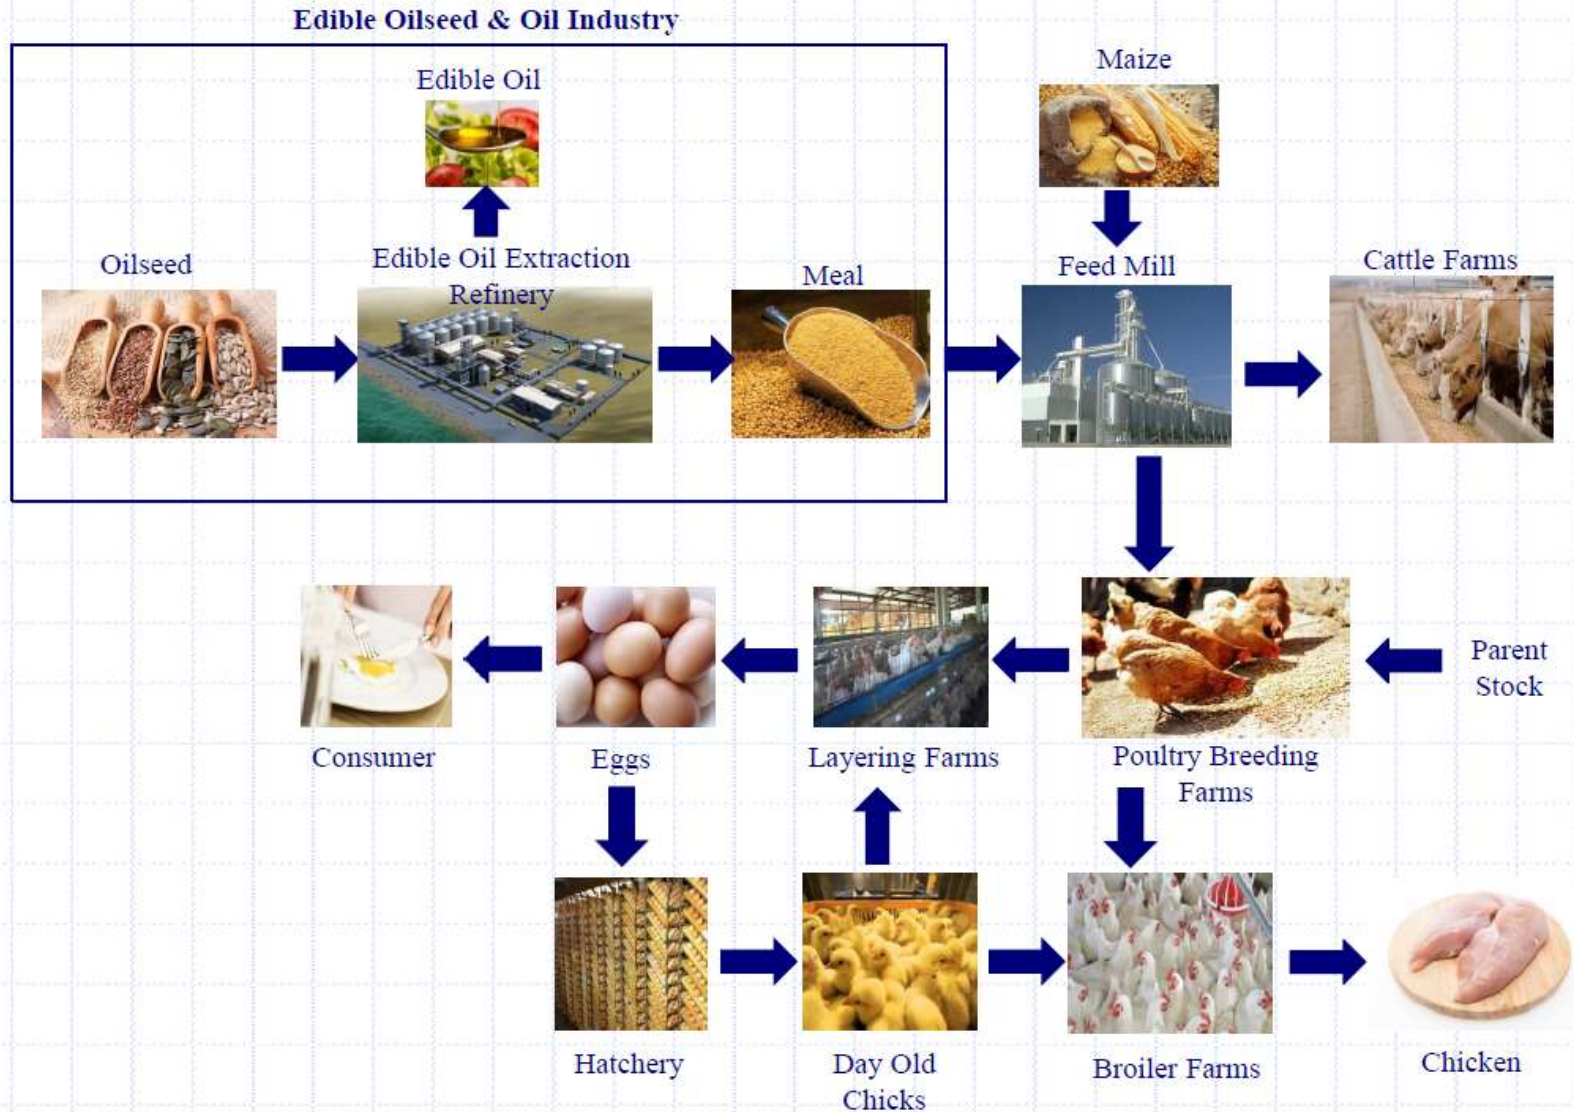 Edible Oilseed & Oil Industry
Edible Oil
Maize
Oilseed
Edible Oil Extraction
Refinery
Meal
Feed Mill
Cattle Farms
Parent
Stock
Consumer
Eggs
Layering Farms
Poultry Breeding
Farms
Hatchery
Day Old
Chicks
Broiler Farms
Chicken